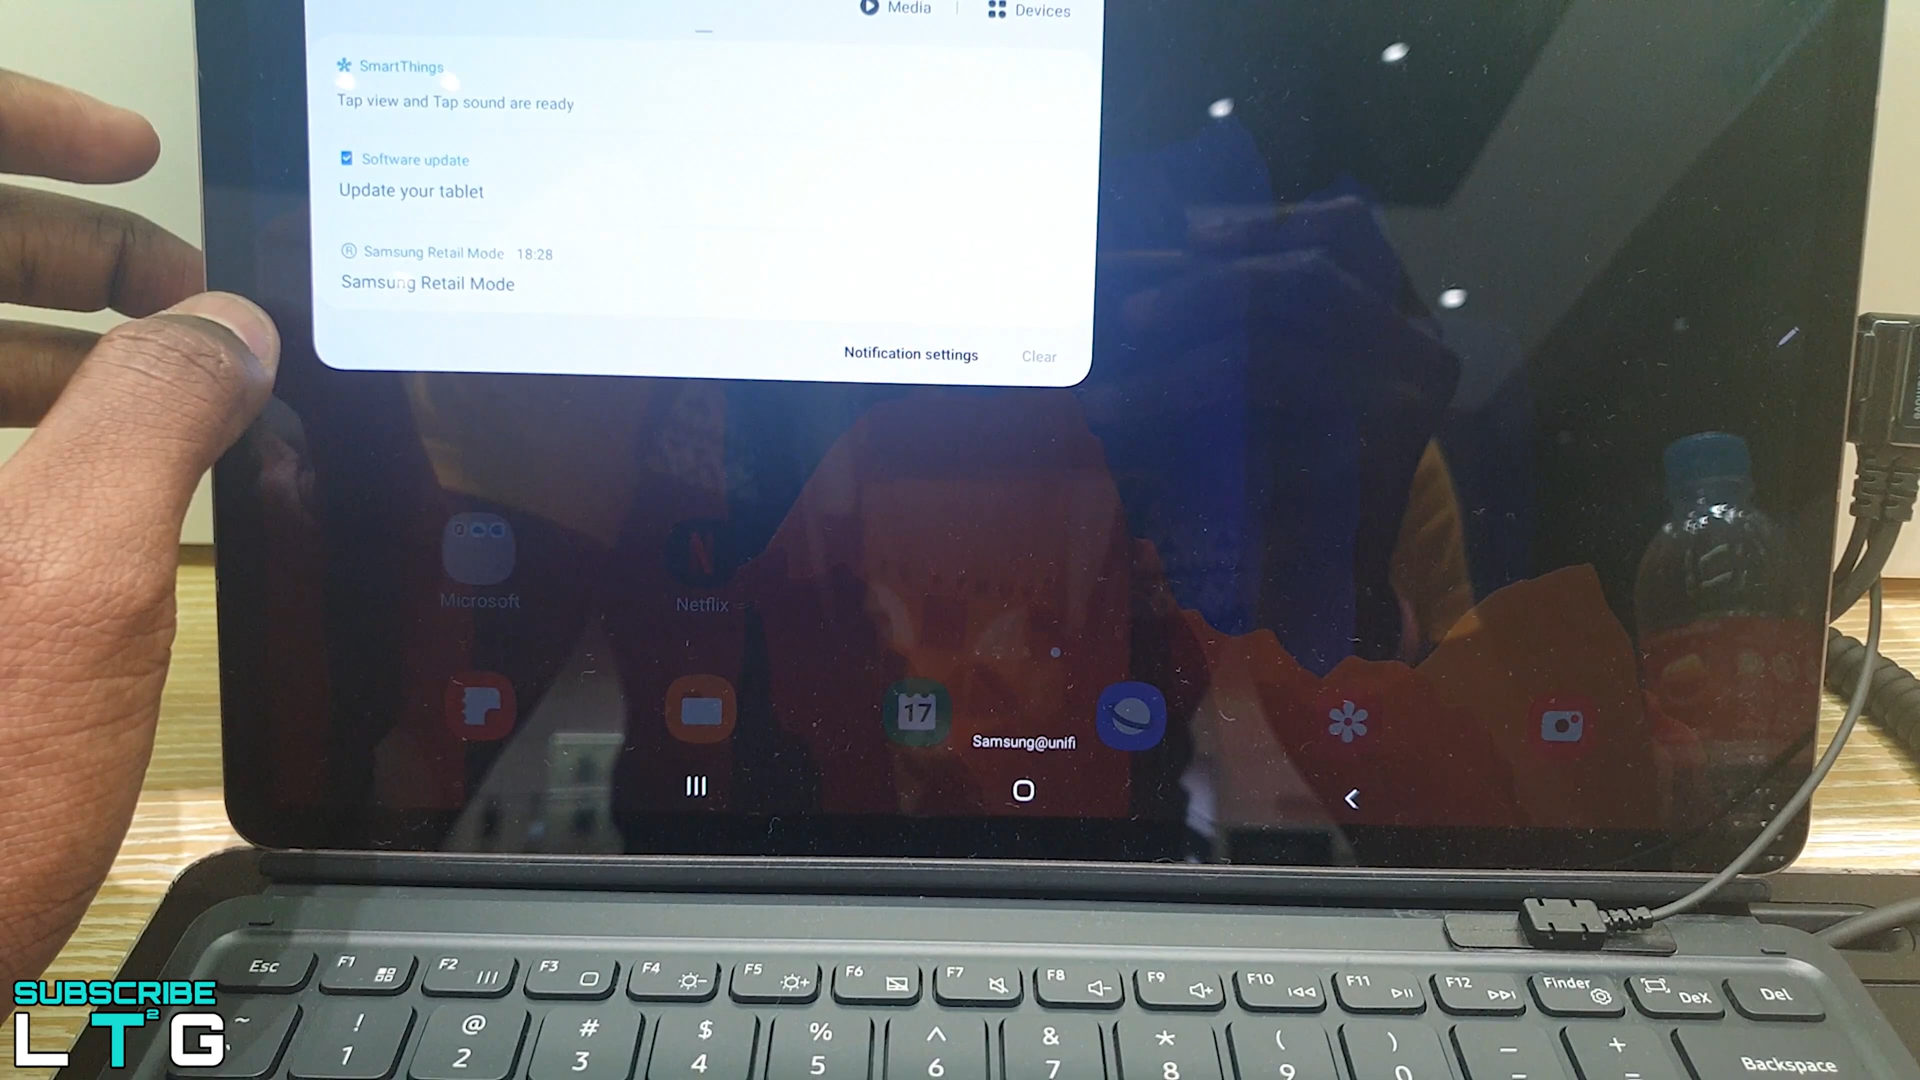 Media | Devices
SmartThings
Tap view and Tap sound are ready
Software update
Update your tablet
Samsung Retail Mode 18:28
Samsung Retail Mode
Notification settings Clear
Microsoft
Netflix
17
Samsung@unifi
Esc F1 F2 F3 F4 F5 F6 F7 F8 F9 F10 F11 F12 Finder DeX Del
~ ! @ # $ % ^ & * ( ) _ +
` 1 2 3 4 5 6 7 8 9 0 - = Backspace
SUBSCRIBE
LT2G